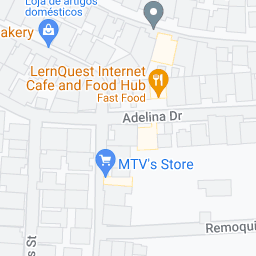 Loja de artigos
domésticos
akery
LernQuest Internet
Cafe and Food Hub
Fast Food
Adelina Dr
MTV's Store
Remoqui
s St